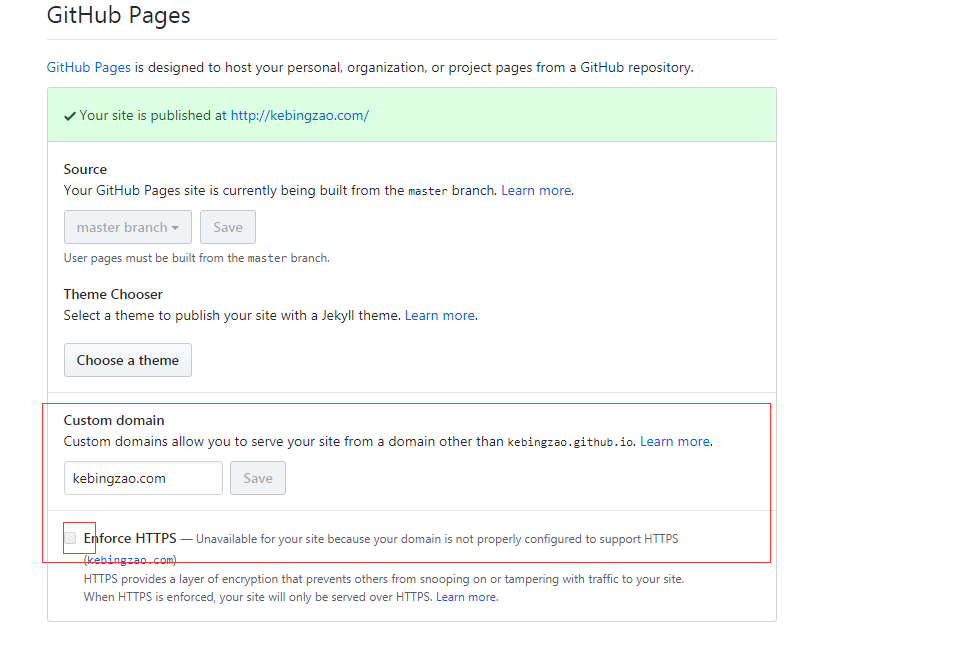 GitHub Pages
GitHub Pages is designed to host your personal, organization, or project pages from a GitHub repository.
Your site is published at http://kebingzao.com/
Source
Your GitHub Pages site is currently being built from the master branch. Learn more.
master branch
Save
User pages must be built from the master branch.
Theme Chooser
Select a theme to publish your site with a Jekyll theme. Learn more.
Choose a theme
Custom domain
Custom domains allow you to serve your site from a domain other than kebingzao.github.io. Learn more.
kebingzao.com
Save
Enforce HTTPS — Unavailable for your site because your domain is not properly configured to support HTTPS
(kebingzao.com)
HTTPS provides a layer of encryption that prevents others from snooping on or tampering with traffic to your site.
When HTTPS is enforced, your site will only be served over HTTPS. Learn more.